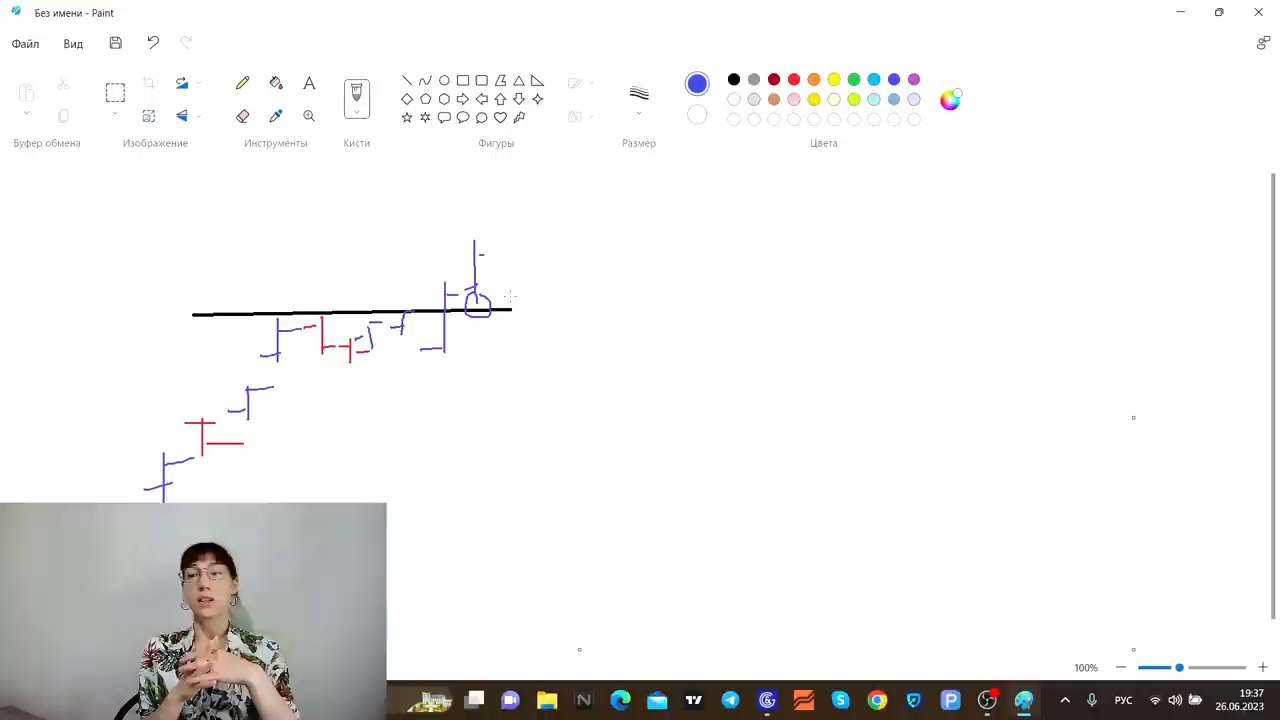 Без имени - Paint
Файл
Вид
Буфер обмена
Изображение
Инструменты
Кисти
Фигуры
Размер
Цвета
100%
РУС
19:37
26.06.2023